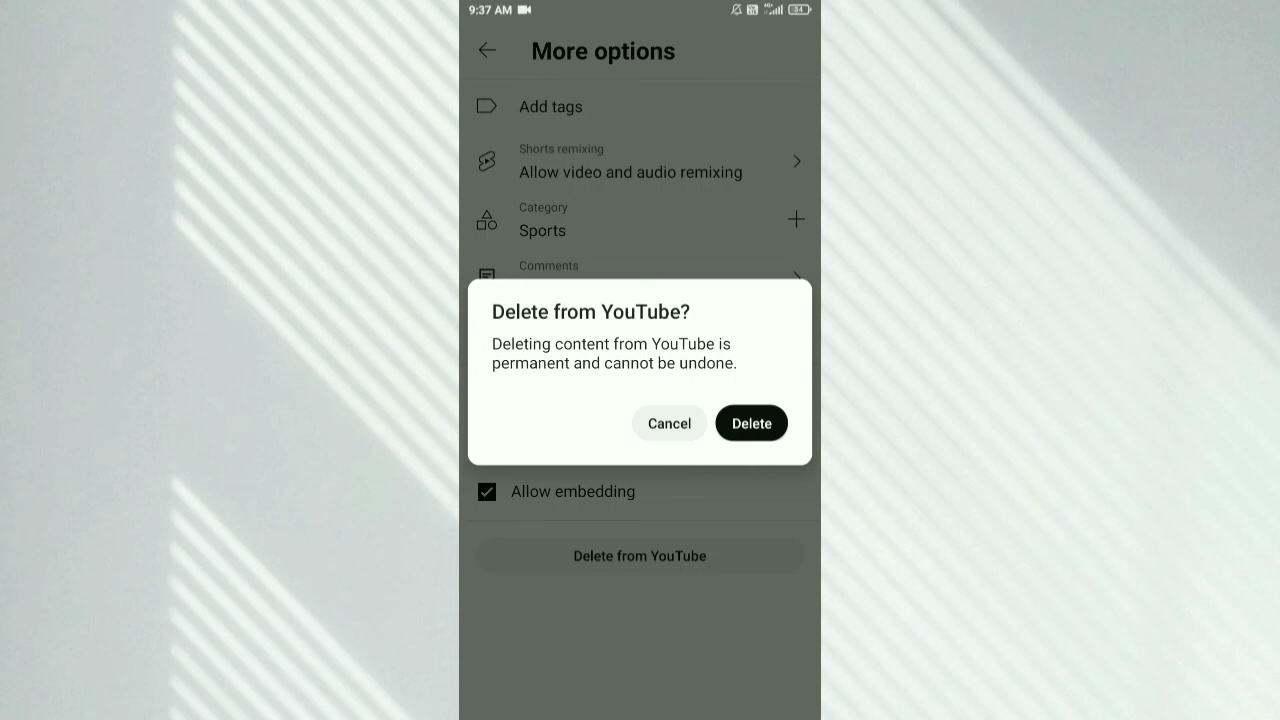 9:37 AM
34
More options
Add tags
Shorts remixing
Allow video and audio remixing
Category
Sports
Comments
Delete from YouTube?
Deleting content from YouTube is
permanent and cannot be undone.
Cancel
Delete
Allow embedding
Delete from YouTube